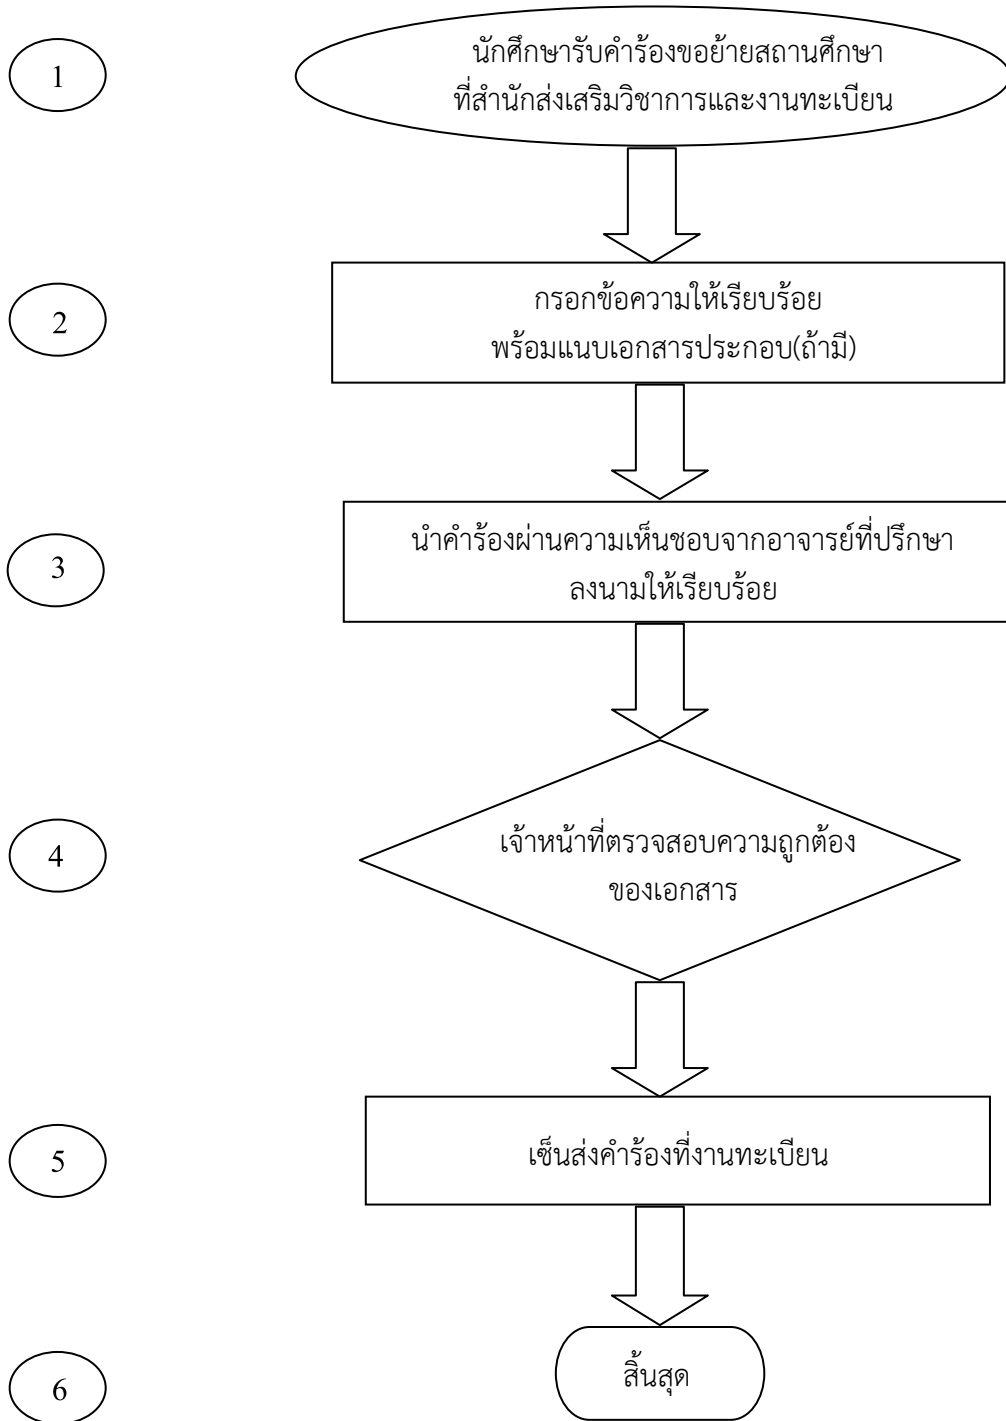 1
นักศึกษารับคำร้องขอย้ายสถานศึกษา
ที่สำนักส่งเสริมวิชาการและงานทะเบียน
2
กรอกข้อความให้เรียบร้อย
พร้อมแนบเอกสารประกอบ(ถ้ามี)
3
นำคำร้องผ่านความเห็นชอบจากอาจารย์ที่ปรึกษา
ลงนามให้เรียบร้อย
4
เจ้าหน้าที่ตรวจสอบความถูกต้อง
ของเอกสาร
5
เซ็นส่งคำร้องที่งานทะเบียน
6
สิ้นสุด